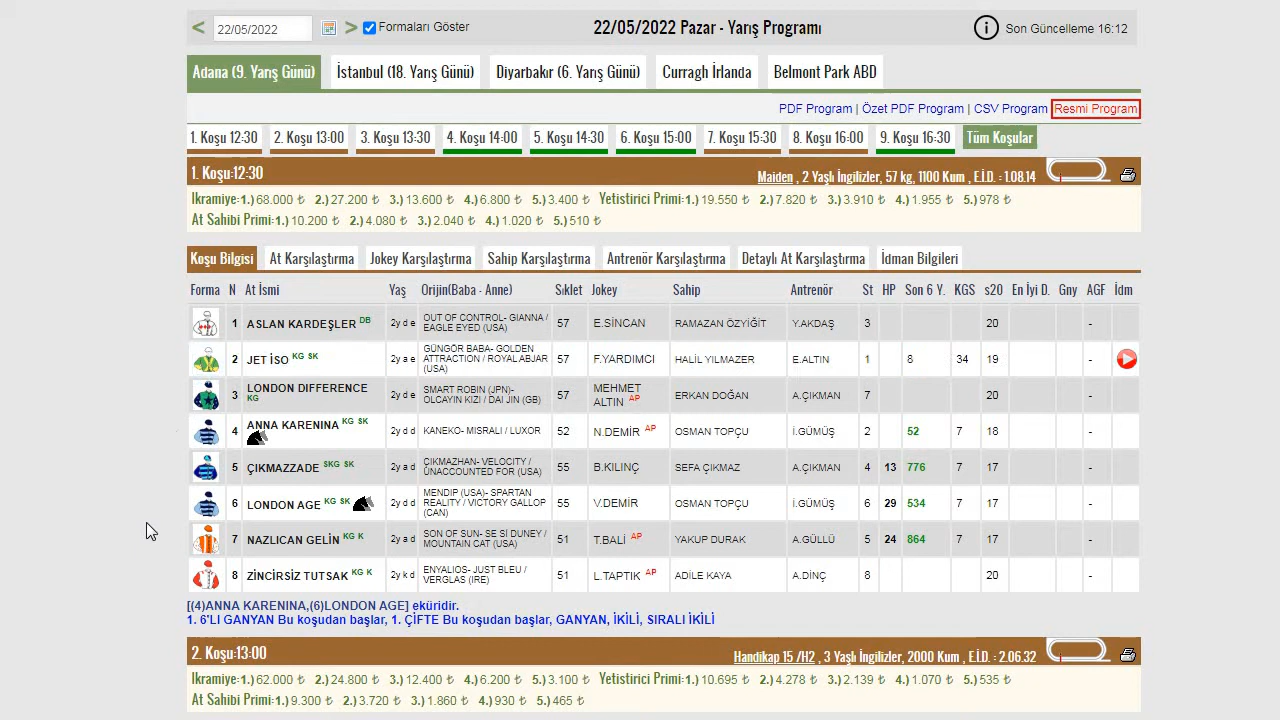 22/05/2022 Formaları Göster 22/05/2022 Pazar - Yarış Programı Son Güncelleme 16:12
Adana (9. Yarış Günü) İstanbul (18. Yarış Günü) Diyarbakır (6. Yarış Günü) Curragh İrlanda Belmont Park ABD
PDF Program | Özet PDF Program | CSV Program Resmi Program
1. Koşu 12:30 2. Koşu 13:00 3. Koşu 13:30 4. Koşu 14:00 5. Koşu 14:30 6. Koşu 15:00 7. Koşu 15:30 8. Koşu 16:00 9. Koşu 16:30 Tüm Koşular
1. Koşu:12:30 Maiden , 2 Yaşlı İngilizler, 57 kg, 1100 Kum , E.İ.D. : 1.08.14
Ikramiye:1.) 68.000 ₺ 2.) 27.200 ₺ 3.) 13.600 ₺ 4.) 6.800 ₺ 5.) 3.400 ₺ Yetistirici Primi:1.) 19.550 ₺ 2.) 7.820 ₺ 3.) 3.910 ₺ 4.) 1.955 ₺ 5.) 978 ₺
At Sahibi Primi:1.) 10.200 ₺ 2.) 4.080 ₺ 3.) 2.040 ₺ 4.) 1.020 ₺ 5.) 510 ₺
Koşu Bilgisi At Karşılaştırma Jokey Karşılaştırma Sahip Karşılaştırma Antrenör Karşılaştırma Detaylı At Karşılaştırma İdman Bilgileri
Forma N At İsmi Yaş Orijin(Baba - Anne) Sıklet Jokey Sahip Antrenör St HP Son 6 Y. KGS s20 En İyi D. Gny AGF İdm
1 ASLAN KARDEŞLER DB 2y d e OUT OF CONTROL- GIANNA / EAGLE EYED (USA) 57 E.SİNCAN RAMAZAN ÖZYİĞİT Y.AKDAŞ 3 20 -
2 JET İSO KG SK 2y a e GÜNGÖR BABA- GOLDEN ATTRACTION / ROYAL ABJAR (USA) 57 F.YARDIMCI HALİL YILMAZER E.ALTIN 1 8 34 19 -
3 LONDON DIFFERENCE KG 2y d e SMART ROBIN (JPN)- OLCAYIN KIZI / DAI JIN (GB) 57 MEHMET ALTIN AP ERKAN DOĞAN A.ÇIKMAN 7 20 -
4 ANNA KARENINA KG SK 2y d d KANEKO- MISRALI / LUXOR 52 N.DEMİR AP OSMAN TOPÇU İ.GÜMÜŞ 2 52 7 18 -
5 ÇIKMAZZADE SKG SK 2y a d ÇIKMAZHAN- VELOCITY / UNACCOUNTED FOR (USA) 55 B.KILINÇ SEFA ÇIKMAZ A.ÇIKMAN 4 13 776 7 17 -
6 LONDON AGE KG SK 2y d d MENDIP (USA)- SPARTAN REALITY / VICTORY GALLOP (CAN) 55 V.DEMİR OSMAN TOPÇU İ.GÜMÜŞ 6 29 534 7 17 -
7 NAZLICAN GELİN KG K 2y a d SON OF SUN- SE Sİ DUNEY / MOUNTAIN CAT (USA) 51 T.BALİ AP YAKUP DURAK A.GÜLLÜ 5 24 864 7 17 -
8 ZİNCİRSİZ TUTSAK KG K 2y k d ENYALIOS- JUST BLEU / VERGLAS (IRE) 51 L.TAPTIK AP ADİLE KAYA A.DİNÇ 8 20 -
[(4)ANNA KARENINA,(6)LONDON AGE] eküridir.
1. 6'LI GANYAN Bu koşudan başlar, 1. ÇİFTE Bu koşudan başlar, GANYAN, İKİLİ, SIRALI İKİLİ
2. Koşu:13:00 Handikap 15 /H2 , 3 Yaşlı İngilizler, 2000 Kum , E.İ.D. : 2.06.32
Ikramiye:1.) 62.000 ₺ 2.) 24.800 ₺ 3.) 12.400 ₺ 4.) 6.200 ₺ 5.) 3.100 ₺ Yetistirici Primi:1.) 10.695 ₺ 2.) 4.278 ₺ 3.) 2.139 ₺ 4.) 1.070 ₺ 5.) 535 ₺
At Sahibi Primi:1.) 9.300 ₺ 2.) 3.720 ₺ 3.) 1.860 ₺ 4.) 930 ₺ 5.) 465 ₺